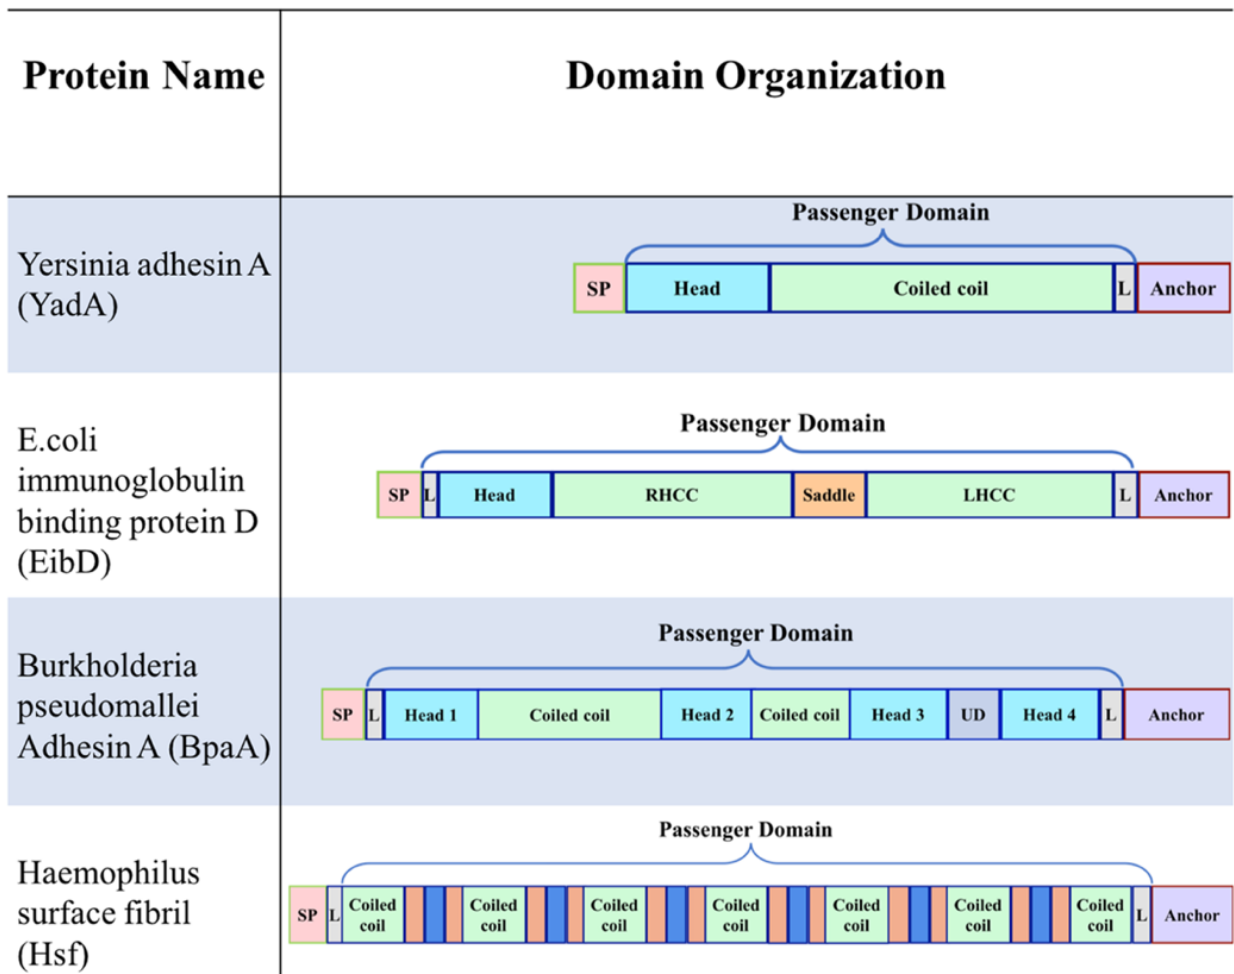 Protein Name
Domain Organization
Yersinia adhesin A
(YadA)
Passenger Domain
SP Head Coiled coil L Anchor
E.coli
immunoglobulin
binding protein D
(EibD)
Passenger Domain
SP L Head RHCC Saddle LHCC L Anchor
Burkholderia
pseudomallei
Adhesin A (BpaA)
Passenger Domain
SP L Head 1 Coiled coil Head 2 Coiled coil Head 3 UD Head 4 L Anchor
Haemophilus
surface fibril
(Hsf)
Passenger Domain
SP L Coiled coil Coiled coil Coiled coil Coiled coil Coiled coil Coiled coil Coiled coil L Anchor